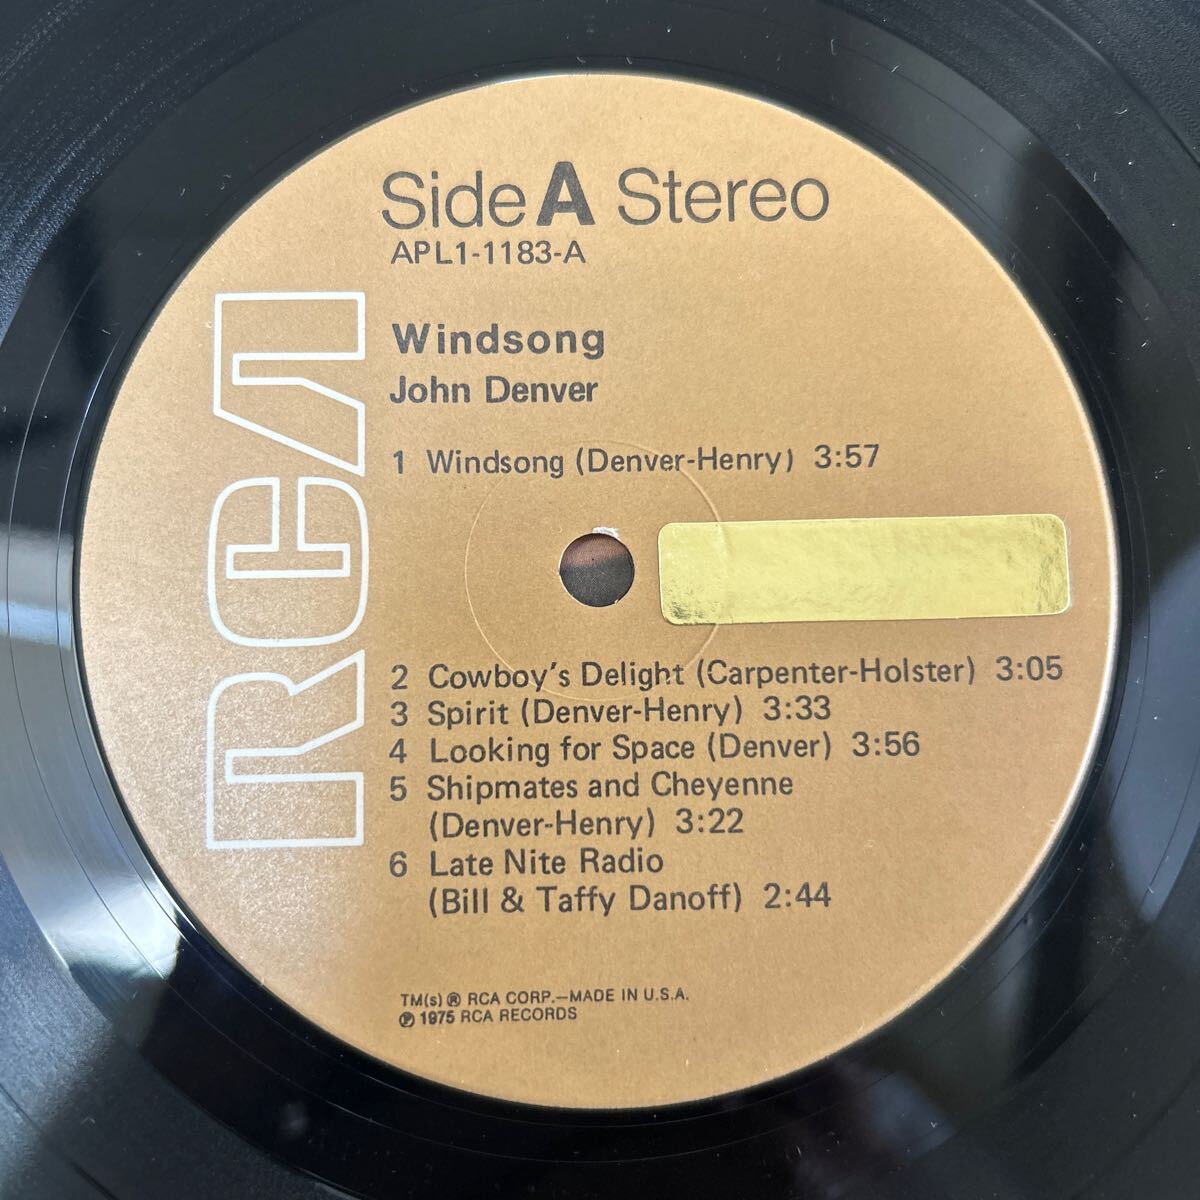 Side A Stereo
APL1-1183-A
RCA
Windsong
John Denver
1 Windsong (Denver-Henry) 3:57
2 Cowboy's Delight (Carpenter-Holster) 3:05
3 Spirit (Denver-Henry) 3:33
4 Looking for Space (Denver) 3:56
5 Shipmates and Cheyenne
(Denver-Henry) 3:22
6 Late Nite Radio
(Bill & Taffy Danoff) 2:44
TM(s) ® RCA CORP.—MADE IN U.S.A.
℗ 1975 RCA RECORDS